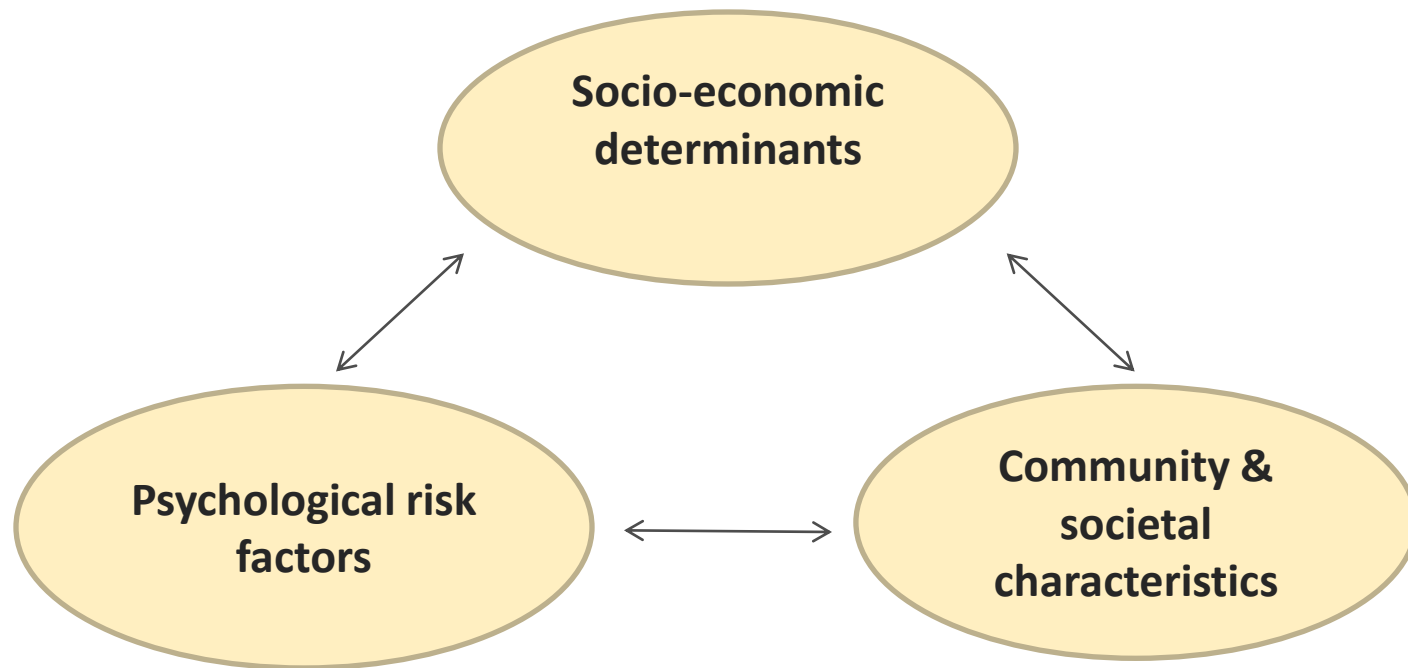 Socio-economic
determinants
Psychological risk
factors
Community &
societal
characteristics